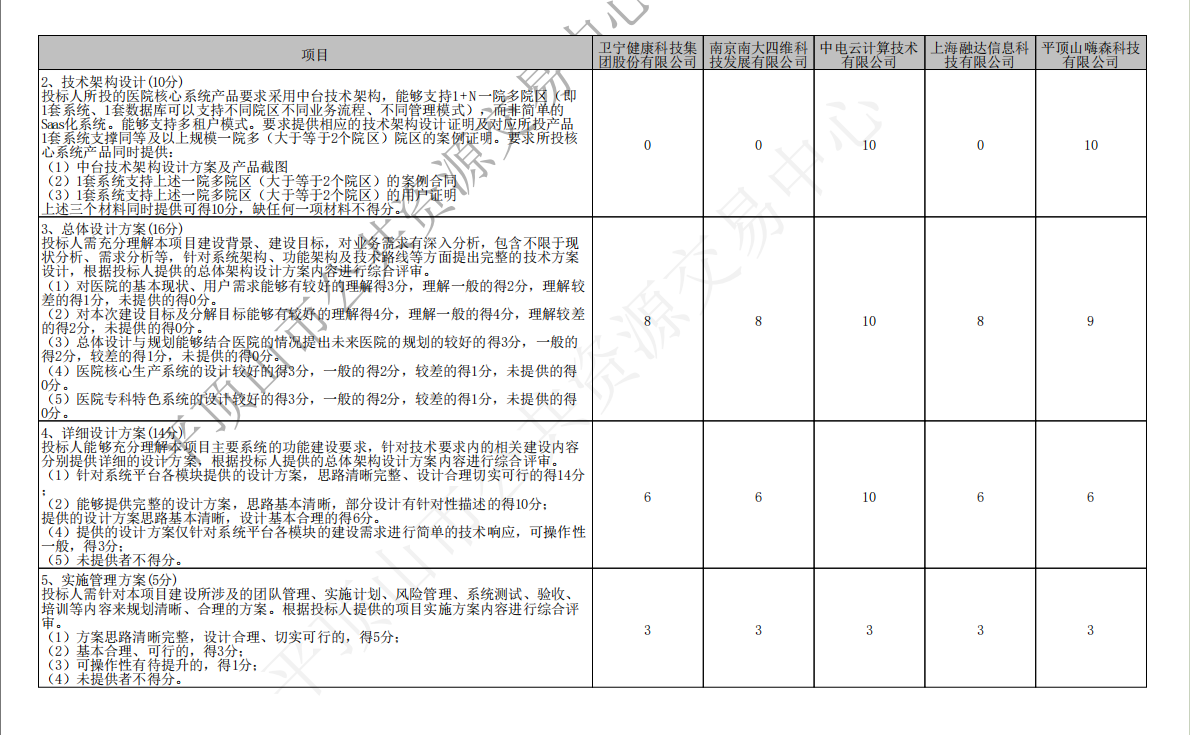 项目
卫宁健康科技集
团股份有限公司
南京南大四维科
技发展有限公司
中电云计算技术
有限公司
上海融达信息科
技有限公司
平顶山嗨森科技
有限公司
2、技术架构设计(10分)
投标人所投的医院核心系统产品要求采用中台技术架构，能够支持1+N一院多院区（即
1套系统、1套数据库可以支持不同院区不同业务流程、不同管理模式），而非简单的
Saas化系统。能够支持多租户模式。要求提供相应的技术架构设计证明及对应所投产品
1套系统支撑同等及以上规模一院多（大于等于2个院区）院区的案例证明。要求所投核
心系统产品同时提供：
（1）中台技术架构设计方案及产品截图
（2）1套系统支持上述一院多院区（大于等于2个院区）的案例合同
（3）1套系统支持上述一院多院区（大于等于2个院区）的用户证明
上述三个材料同时提供可得10分，缺任何一项材料不得分。
0
0
10
0
10
3、总体设计方案(16分)
投标人需充分理解本项目建设背景、建设目标，对业务需求有深入分析，包含不限于现
状分析、需求分析等，针对系统架构、功能架构及技术路线等方面提出完整的技术方案
设计，根据投标人提供的总体架构设计方案内容进行综合评审。
（1）对医院的基本现状、用户需求能够有较好的理解得3分，理解一般的得2分，理解较
差的得1分，未提供的得0分。
（2）对本次建设目标及分解目标能够有较好的理解得4分，理解一般的得4分，理解较差
的得2分，未提供的得0分。
（3）总体设计与规划能够结合医院的情况提出未来医院的规划的较好的得3分，一般的
得2分，较差的得1分，未提供的得0分。
（4）医院核心生产系统的设计较好的得3分，一般的得2分，较差的得1分，未提供的得
0分。
（5）医院专科特色系统的设计较好的得3分，一般的得2分，较差的得1分，未提供的得
0分。
8
8
10
8
9
4、详细设计方案(14分)
投标人能够充分理解本项目主要系统的功能建设要求，针对技术要求内的相关建设内容
分别提供详细的设计方案，根据投标人提供的总体架构设计方案内容进行综合评审。
（1）针对系统平台各模块提供的设计方案，思路清晰完整、设计合理切实可行的得14分
；
（2）能够提供完整的设计方案，思路基本清晰，部分设计有针对性描述的得10分；
提供的设计方案思路基本清晰，设计基本合理的得6分。
（4）提供的设计方案仅针对系统平台各模块的建设需求进行简单的技术响应，可操作性
一般，得3分；
（5）未提供者不得分。
6
6
10
6
6
5、实施管理方案(5分)
投标人需针对本项目建设所涉及的团队管理、实施计划、风险管理、系统测试、验收、
培训等内容来规划清晰、合理的方案。根据投标人提供的项目实施方案内容进行综合评
审。
（1）方案思路清晰完整，设计合理、切实可行的，得5分；
（2）基本合理、可行的，得3分；
（3）可操作性有待提升的，得1分；
（4）未提供者不得分。
3
3
3
3
3
平顶山市公共资源交易中心
平顶山市公共资源交易中心